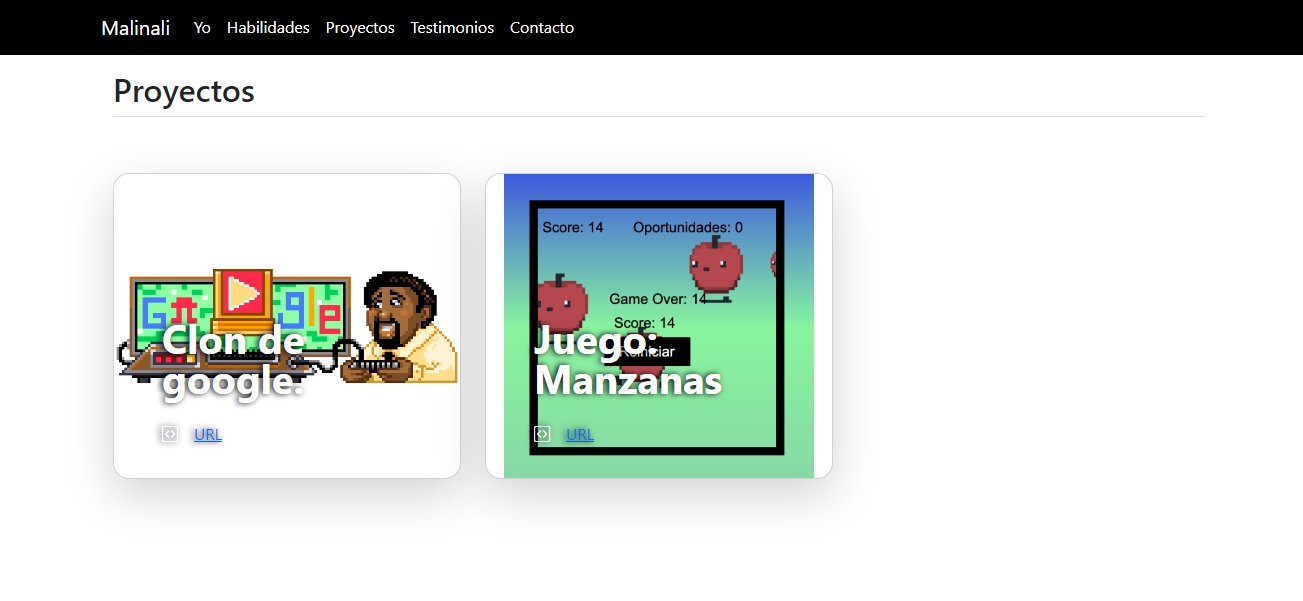 Malinali Yo Habilidades Proyectos Testimonios Contacto
Proyectos
Clon de
google.
URL
Score: 14 Oportunidades: 0
Game Over: 14
Score: 14
Reiniciar
Juego:
Manzanas
URL